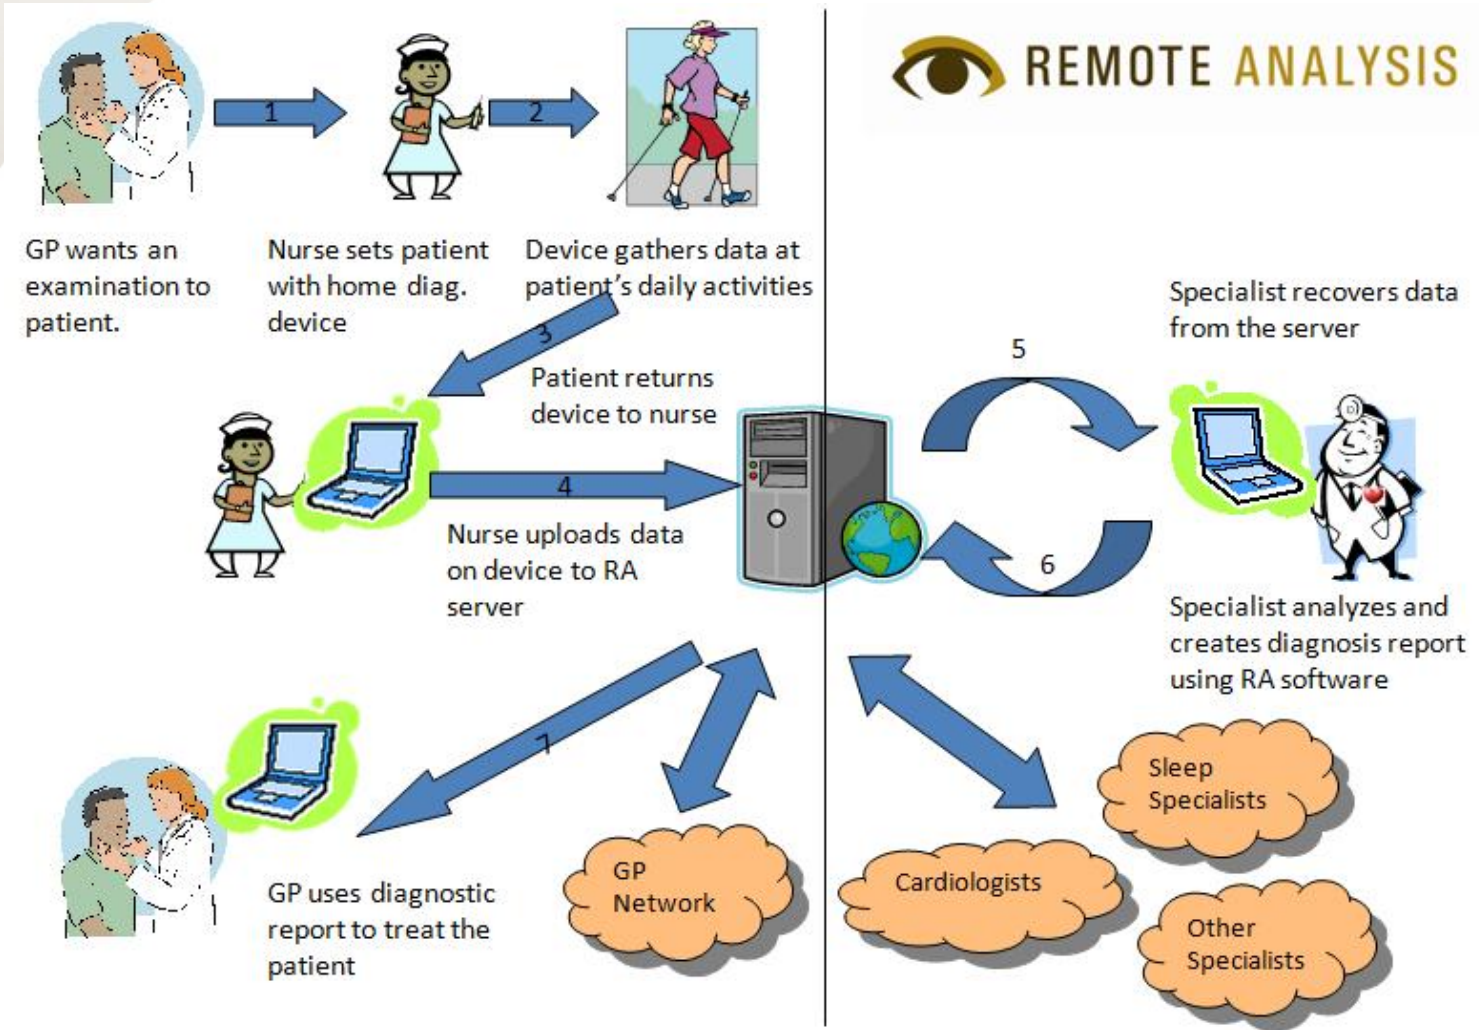 REMOTE ANALYSIS
1
2
GP wants an
examination to
patient.
Nurse sets patient
with home diag.
device
Device gathers data at
patient's daily activities
3
Patient returns
device to nurse
4
Nurse uploads data
on device to RA
server
5
Specialist recovers data
from the server
6
Specialist analyzes and
creates diagnosis report
using RA software
7
GP uses diagnostic
report to treat the
patient
GP
Network
Cardiologists
Sleep
Specialists
Other
Specialists